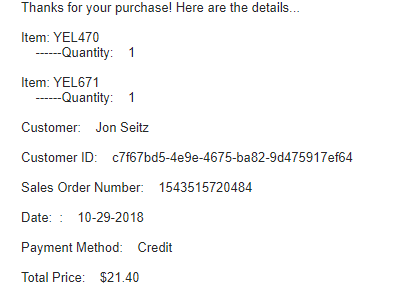 Thanks for your purchase! Here are the details...
Item: YEL470
------Quantity: 1
Item: YEL671
------Quantity: 1
Customer: Jon Seitz
Customer ID: c7f67bd5-4e9e-4675-ba82-9d475917ef64
Sales Order Number: 1543515720484
Date: : 10-29-2018
Payment Method: Credit
Total Price: $21.40